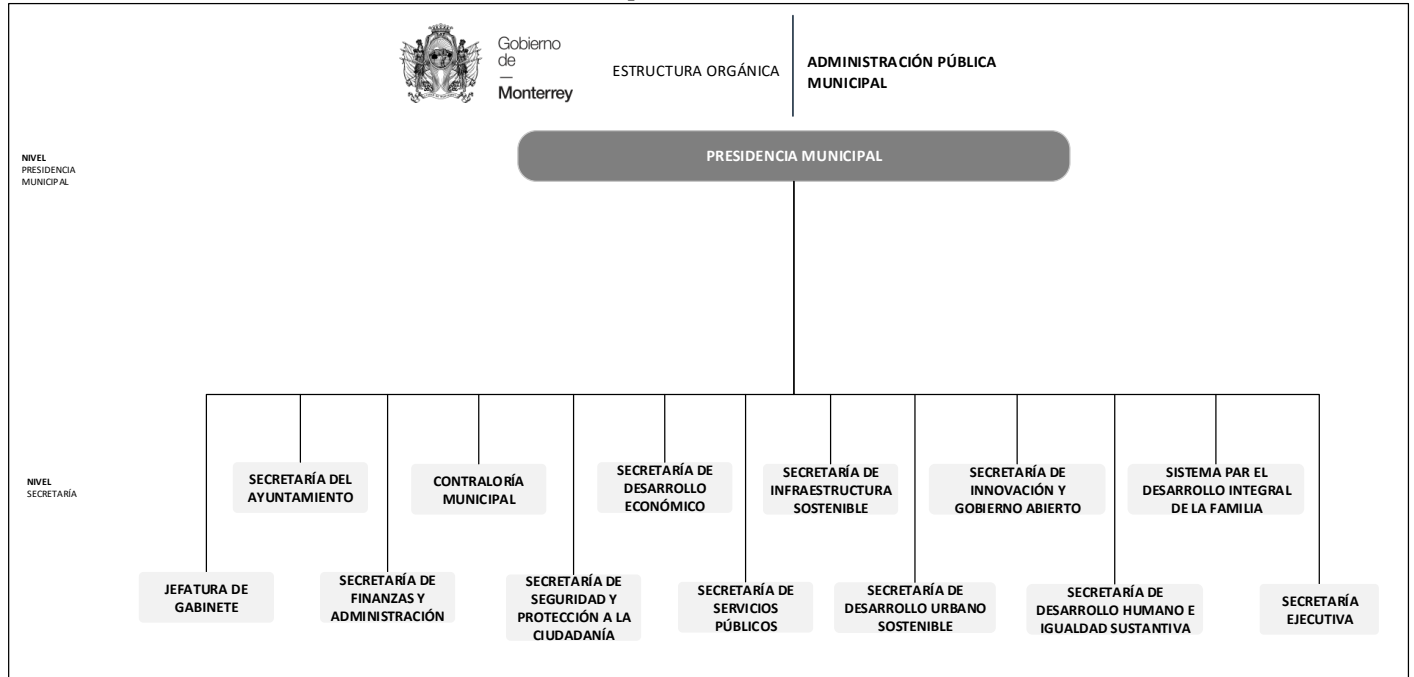 Gobierno
de
—
Monterrey
ESTRUCTURA ORGÁNICA
ADMINISTRACIÓN PÚBLICA
MUNICIPAL
NIVEL
PRESIDENCIA
MUNICIPAL
PRESIDENCIA MUNICIPAL
NIVEL
SECRETARÍA
SECRETARÍA DEL
AYUNTAMIENTO
CONTRALORÍA
MUNICIPAL
SECRETARÍA DE
DESARROLLO
ECONÓMICO
SECRETARÍA DE
INFRAESTRUCTURA
SOSTENIBLE
SECRETARÍA DE
INNOVACIÓN Y
GOBIERNO ABIERTO
SISTEMA PAR EL
DESARROLLO INTEGRAL
DE LA FAMILIA
JEFATURA DE
GABINETE
SECRETARÍA DE
FINANZAS Y
ADMINISTRACIÓN
SECRETARÍA DE
SEGURIDAD Y
PROTECCIÓN A LA
CIUDADANÍA
SECRETARÍA DE
SERVICIOS
PÚBLICOS
SECRETARÍA DE
DESARROLLO URBANO
SOSTENIBLE
SECRETARÍA DE
DESARROLLO HUMANO E
IGUALDAD SUSTANTIVA
SECRETARÍA
EJECUTIVA